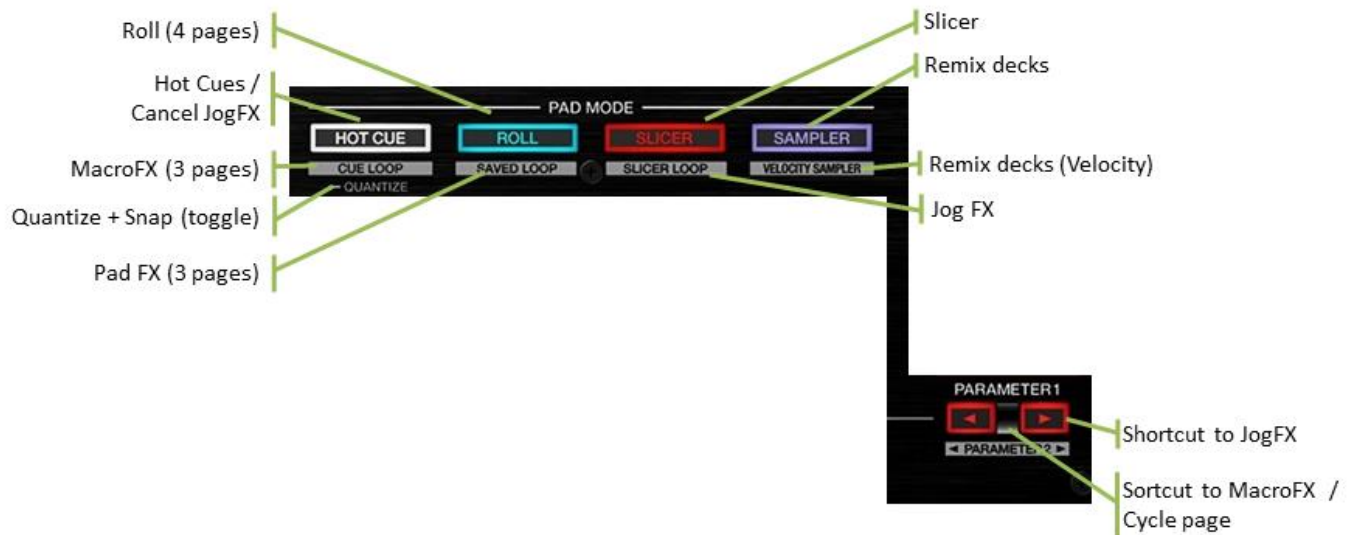 Roll (4 pages)
Hot Cues /
Cancel JogFX
MacroFX (3 pages)
Quantize + Snap (toggle)
Pad FX (3 pages)
Slicer
Remix decks
Remix decks (Velocity)
Jog FX
PAD MODE
HOT CUE
ROLL
SLICER
SAMPLER
CUE LOOP
SAVED LOOP
SLICER LOOP
VELOCITY SAMPLER
QUANTIZE
PARAMETER1
◄ ►
◄ PARAMETER2 ►
Shortcut to JogFX
Sortcut to MacroFX /
Cycle page